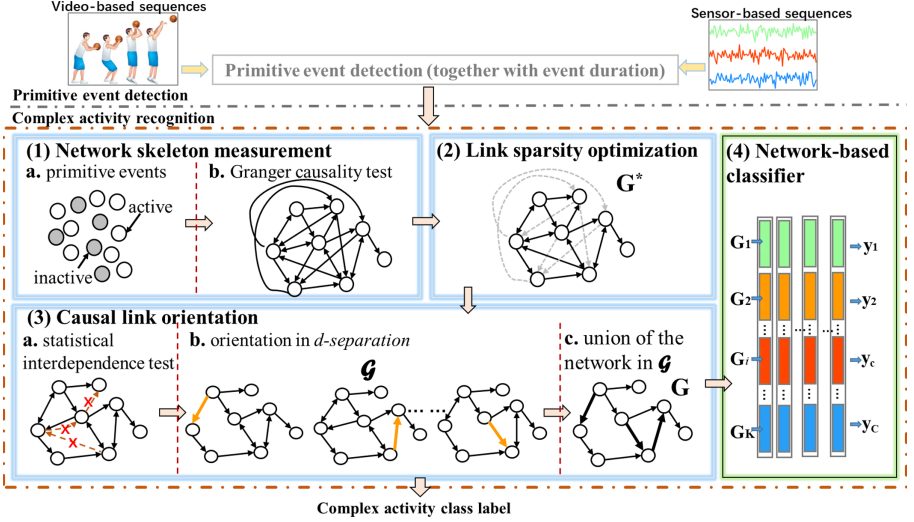 Video-based sequences
Sensor-based sequences
Primitive event detection (together with event duration)
Primitive event detection
Complex activity recognition
(1) Network skeleton measurement
a. primitive events
b. Granger causality test
active
inactive
(2) Link sparsity optimization
G*
(3) Causal link orientation
a. statistical
interdependence test
X
X
X
b. orientation in d-separation
𝓖
......
c. union of the
network in 𝓖
G
(4) Network-based
classifier
G1
y1
G2
y2
... ... ... ...
Gi
yc
... ...
GK
yC
Complex activity class label